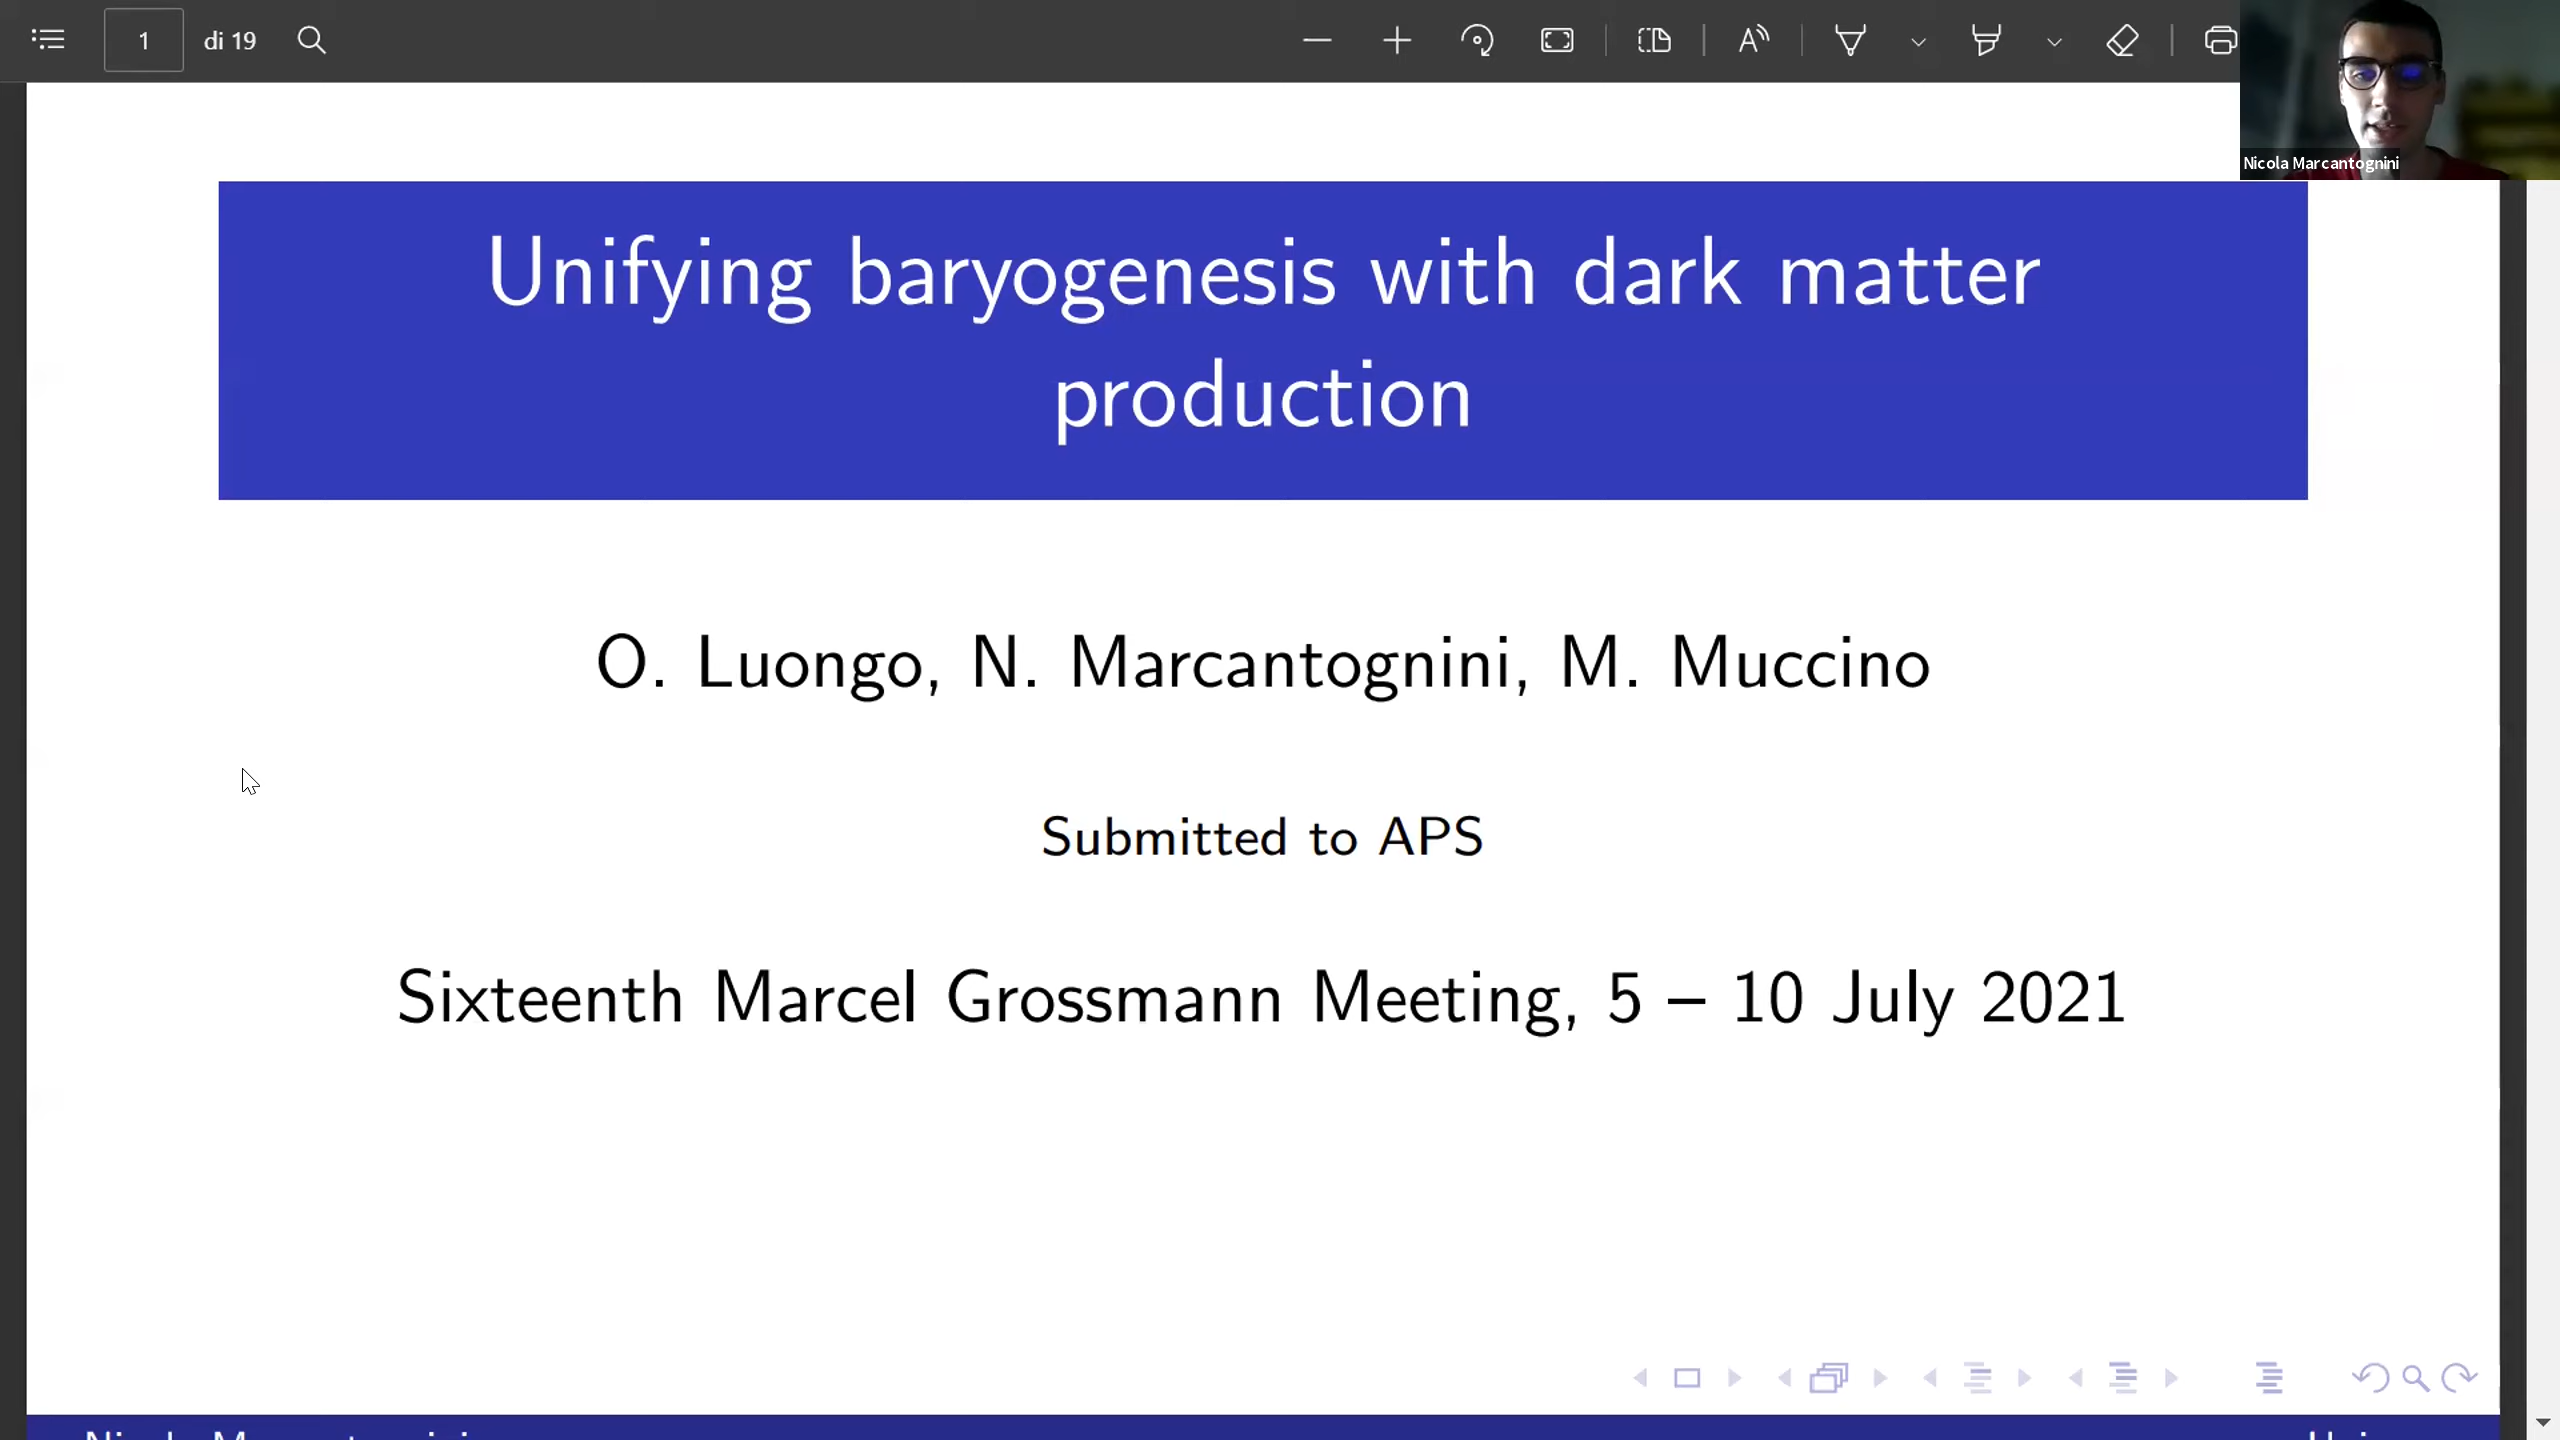 1 di 19
Nicola Marcantognini
Unifying baryogenesis with dark matter
production
O. Luongo, N. Marcantognini, M. Muccino
Submitted to APS
Sixteenth Marcel Grossmann Meeting, 5 – 10 July 2021